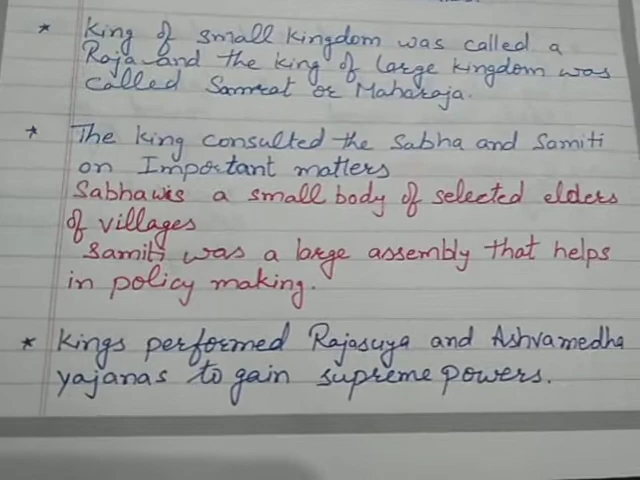 * King of small kingdom was called a
Raja and the king of large kingdom was
called Samrat or Maharaja.
* The king consulted the Sabha and Samiti
on Important matters
Sabha was a small body of selected elders
of villages
Samiti was a large assembly that helps
in policy making.
* Kings performed Rajasuya and Ashvamedha
yajanas to gain supreme powers.